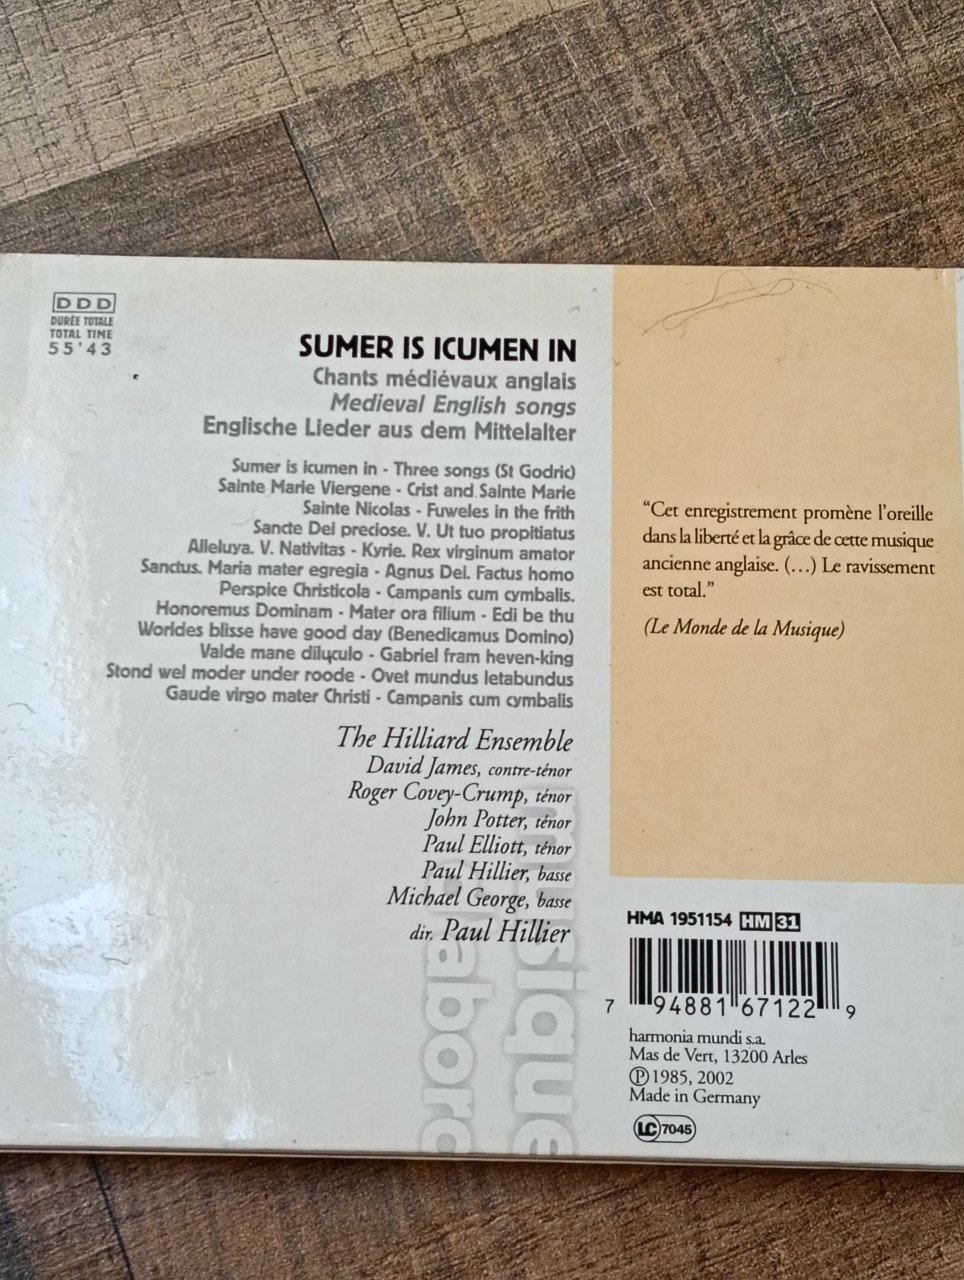 DDD
DURÉE TOTALE
TOTAL TIME
55'43
SUMER IS ICUMEN IN
Chants médiévaux anglais
Medieval English songs
Englische Lieder aus dem Mittelalter
Sumer is icumen in - Three songs (St Godric)
Sainte Marie Viergene - Crist and Sainte Marie
Sainte Nicolas - Fuweles in the frith
Sancte Dei preciose. V. Ut tuo propitiatus
Alleluya. V. Nativitas - Kyrie. Rex virginum amator
Sanctus. Maria mater egregia - Agnus Dei. Factus homo
Perspice Christicola - Campanis cum cymbalis.
Honoremus Dominam - Mater ora filium - Edi be thu
Worldes blisse have good day (Benedicamus Domino)
Valde mane diluculo - Gabriel fram heven-king
Stond wel moder under roode - Ovet mundus letabundus
Gaude virgo mater Christi - Campanis cum cymbalis
The Hilliard Ensemble
David James, contre-ténor
Roger Covey-Crump, ténor
John Potter, ténor
Paul Elliott, ténor
Paul Hillier, basse
Michael George, basse
dir. Paul Hillier
musique
abord
“Cet enregistrement promène l’oreille
dans la liberté et la grâce de cette musique
ancienne anglaise. (…) Le ravissement
est total.”
(Le Monde de la Musique)
HMA 1951154 HM 31
7 94881 67122 9
harmonia mundi s.a.
Mas de Vert, 13200 Arles
℗ 1985, 2002
Made in Germany
LC 7045